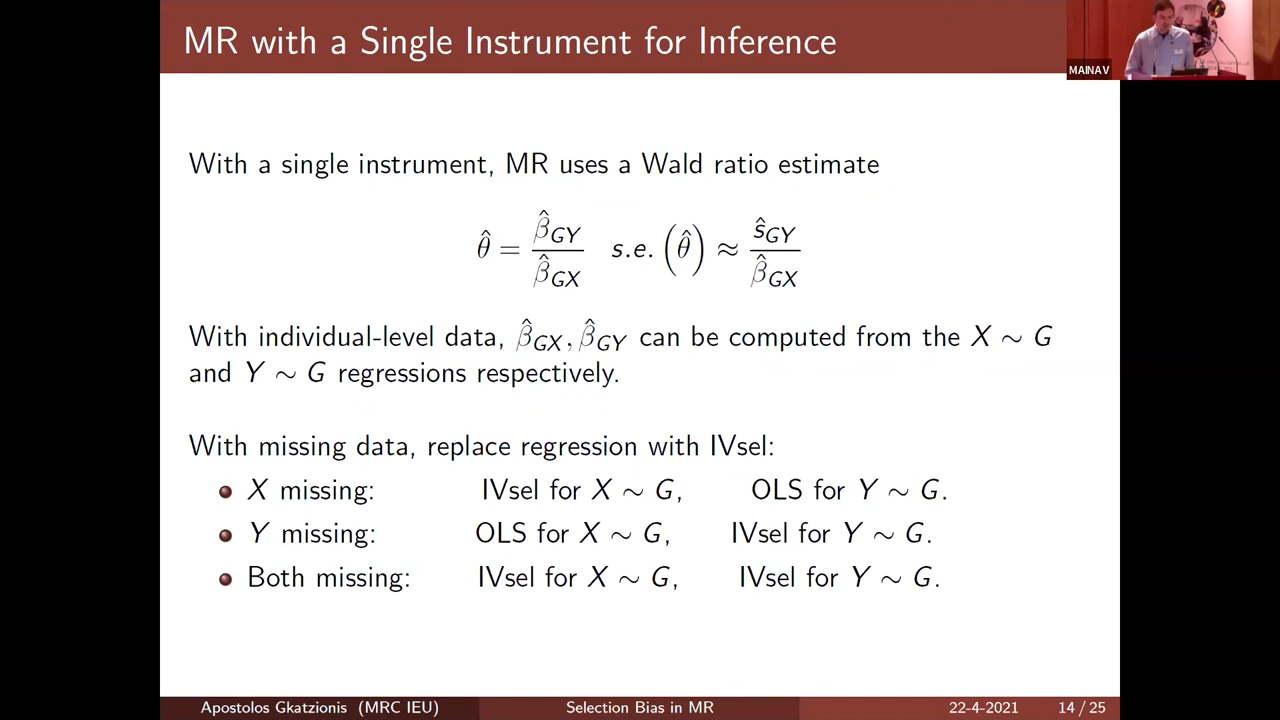 MR with a Single Instrument for Inference
MAINAV
With a single instrument, MR uses a Wald ratio estimate
θ̂ = β̂_GY / β̂_GX   s.e. (θ̂) ≈ ŝ_GY / β̂_GX
With individual-level data, β̂_GX, β̂_GY can be computed from the X ∼ G
and Y ∼ G regressions respectively.
With missing data, replace regression with IVsel:
X missing: IVsel for X ∼ G, OLS for Y ∼ G.
Y missing: OLS for X ∼ G, IVsel for Y ∼ G.
Both missing: IVsel for X ∼ G, IVsel for Y ∼ G.
Apostolos Gkatzionis (MRC IEU) Selection Bias in MR 22-4-2021 14 / 25